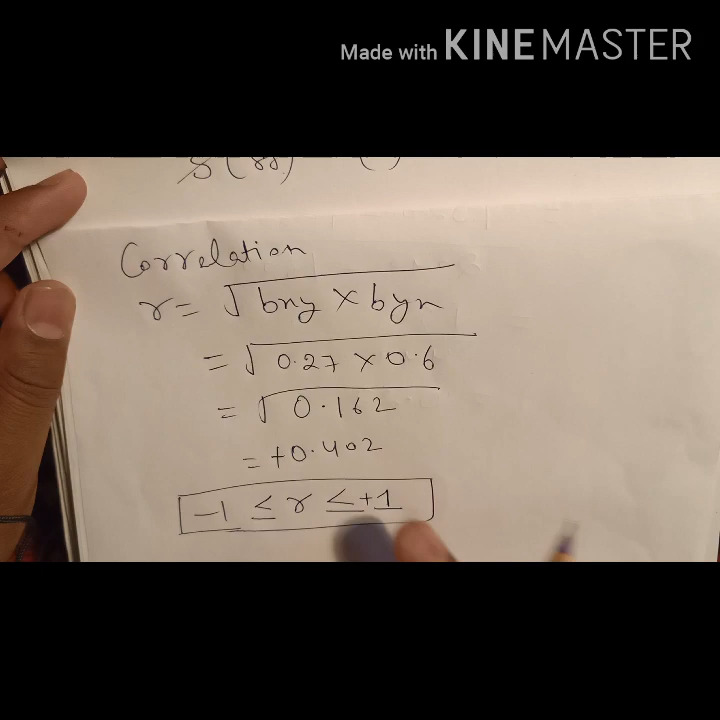 Made with KINEMASTER
Correlation
r = √bxy × byx
= √0.27 × 0.6
= √0.162
= +0.402
-1 ≤ r ≤ +1